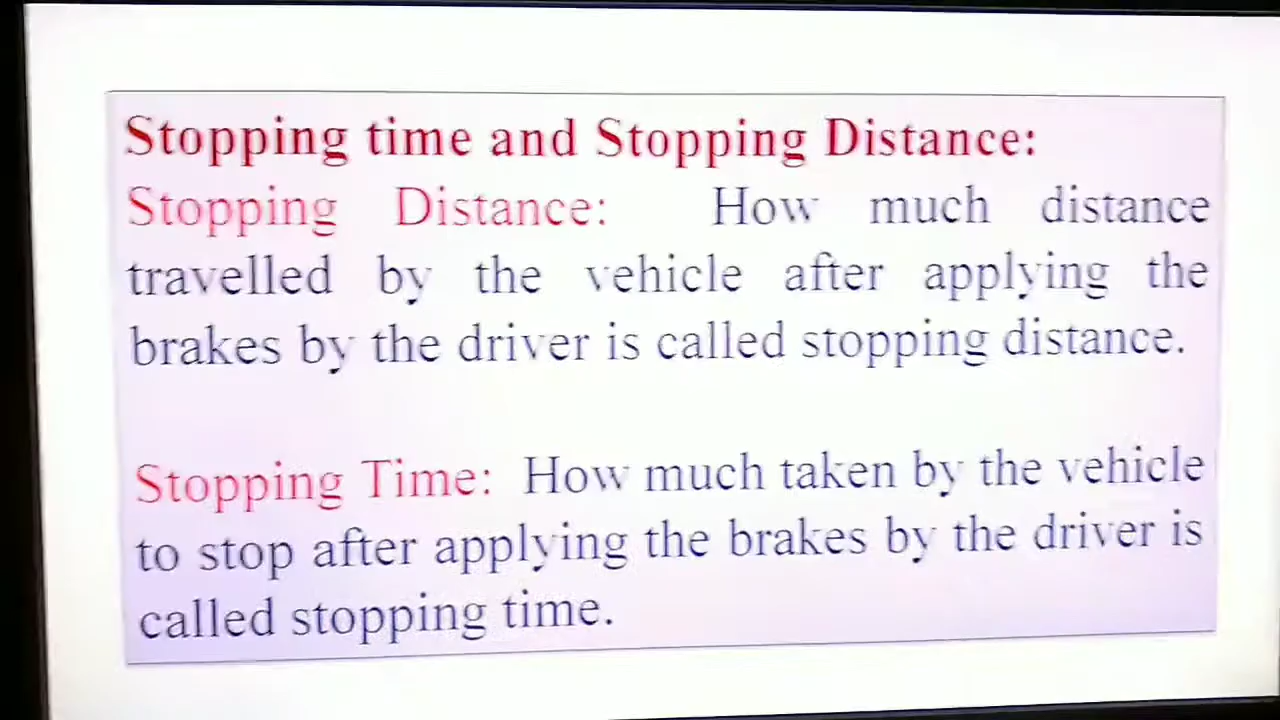 Stopping time and Stopping Distance:
Stopping Distance: How much distance
travelled by the vehicle after applying the
brakes by the driver is called stopping distance.
Stopping Time: How much taken by the vehicle
to stop after applying the brakes by the driver is
called stopping time.